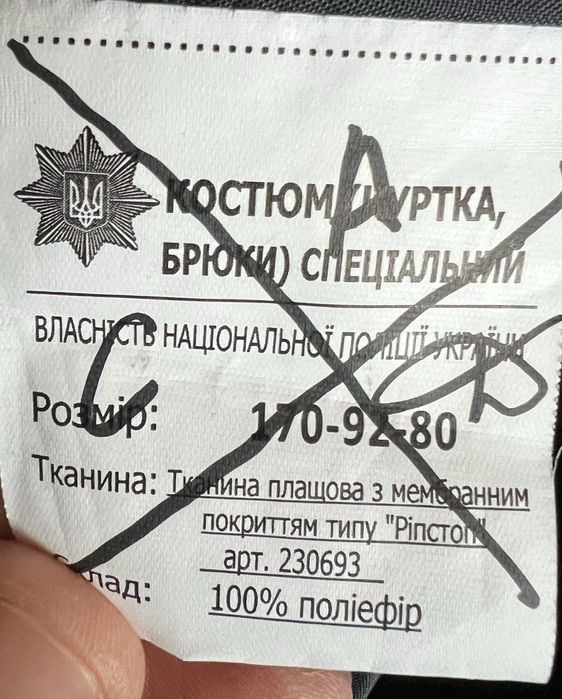 КОСТЮМ (КУРТКА,
БРЮКИ) СПЕЦІАЛЬНИЙ
ВЛАСНІСТЬ НАЦІОНАЛЬНОЇ ПОЛІЦІЇ УКРАЇНИ
Розмір: 170-92-80
Тканина: Тканина плащова з мембранним
покриттям типу "Ріпстоп"
арт. 230693
Склад: 100% поліефір
А
С
В